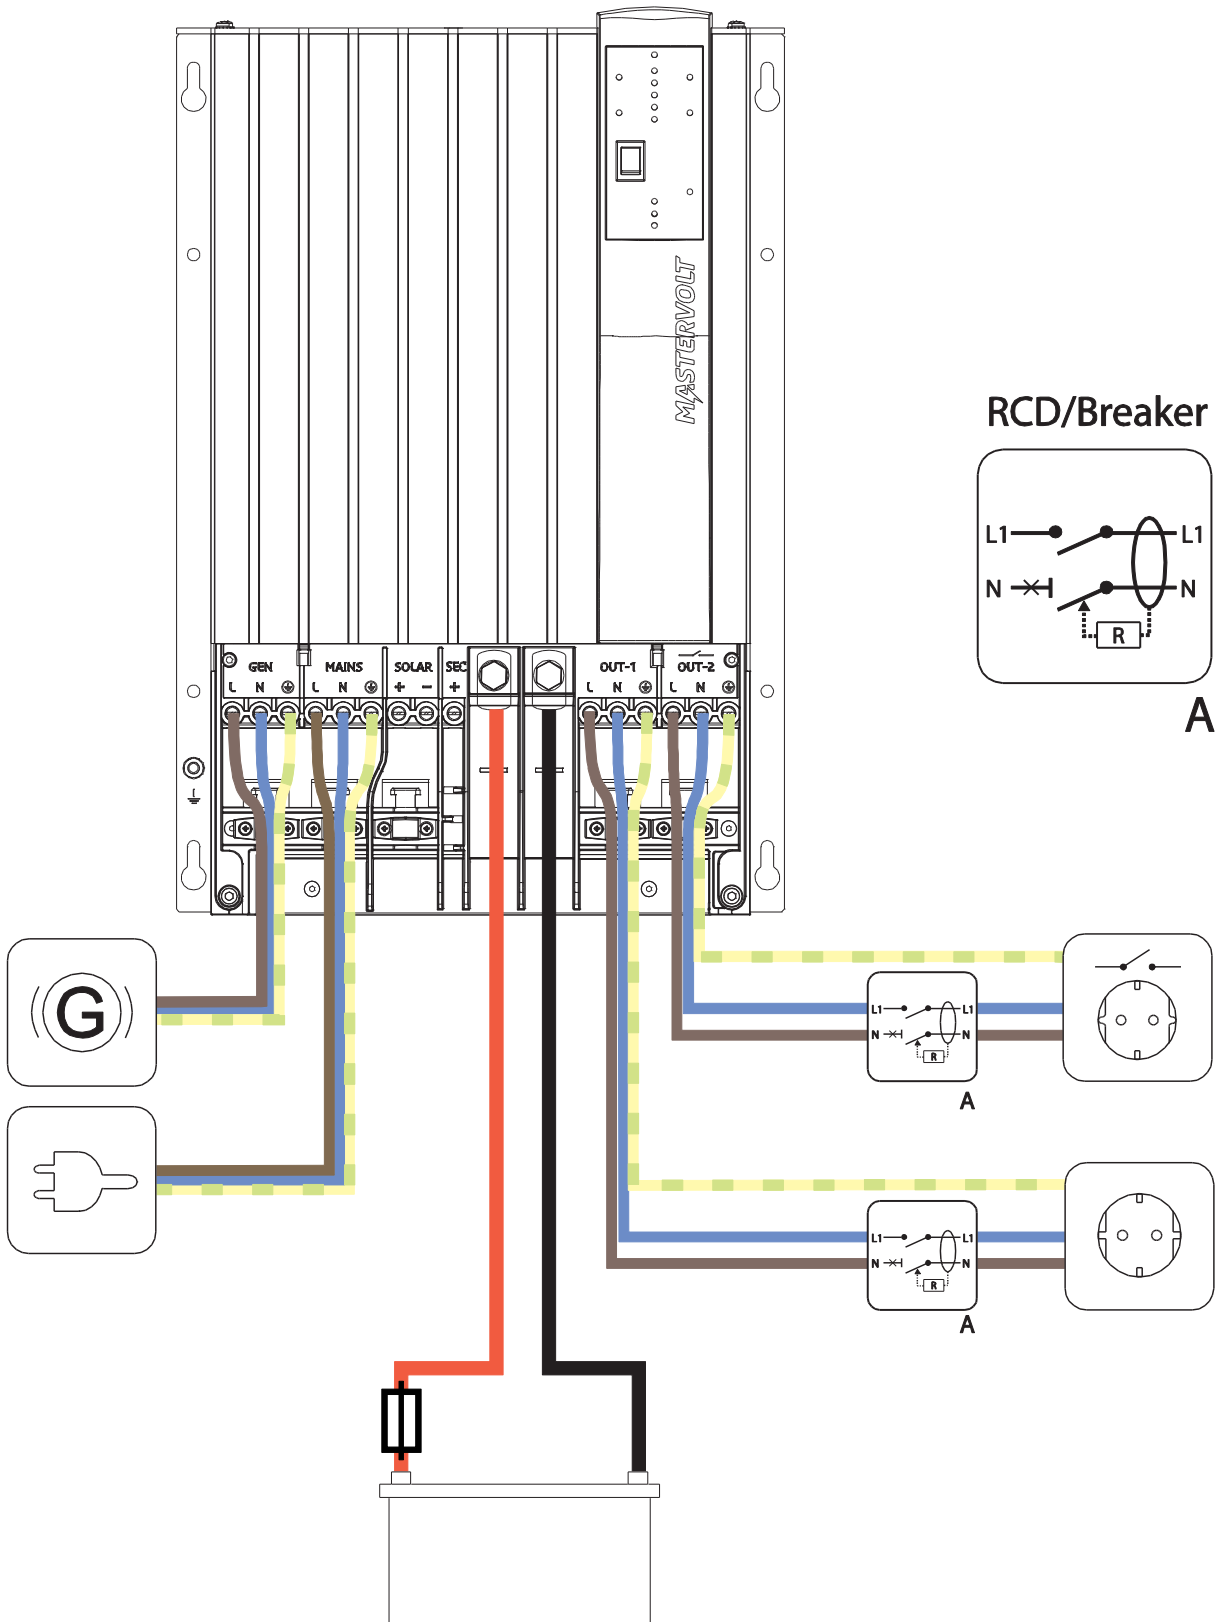 MASTERVOLT
RCD/Breaker
L1 L1
N N
R
A
GEN MAINS SOLAR SEC OUT-1 OUT-2
L N L N + - + L N L N
G
L1 L1
N N
R
A
L1 L1
N N
R
A